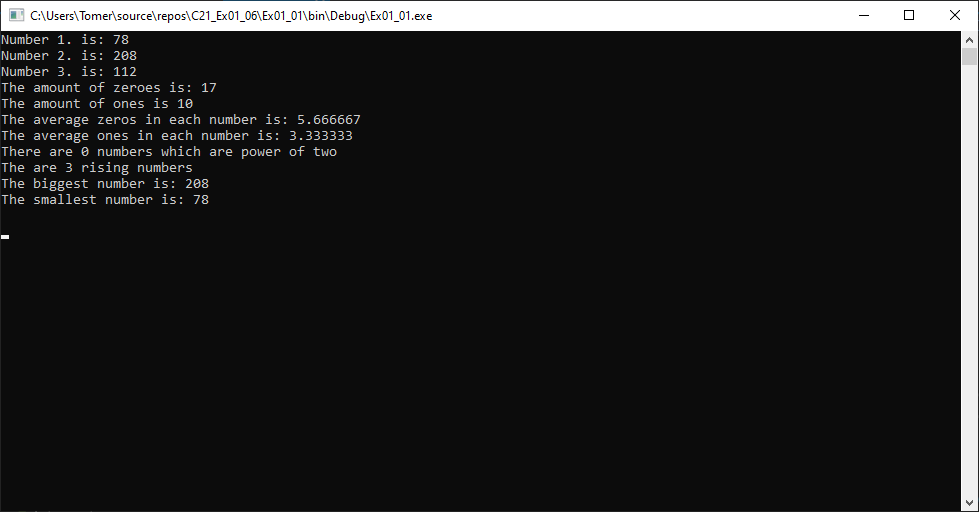 C:\Users\Tomer\source\repos\C21_Ex01_06\Ex01_01\bin\Debug\Ex01_01.exe
Number 1. is: 78
Number 2. is: 208
Number 3. is: 112
The amount of zeroes is: 17
The amount of ones is 10
The average zeros in each number is: 5.666667
The average ones in each number is: 3.333333
There are 0 numbers which are power of two
The are 3 rising numbers
The biggest number is: 208
The smallest number is: 78